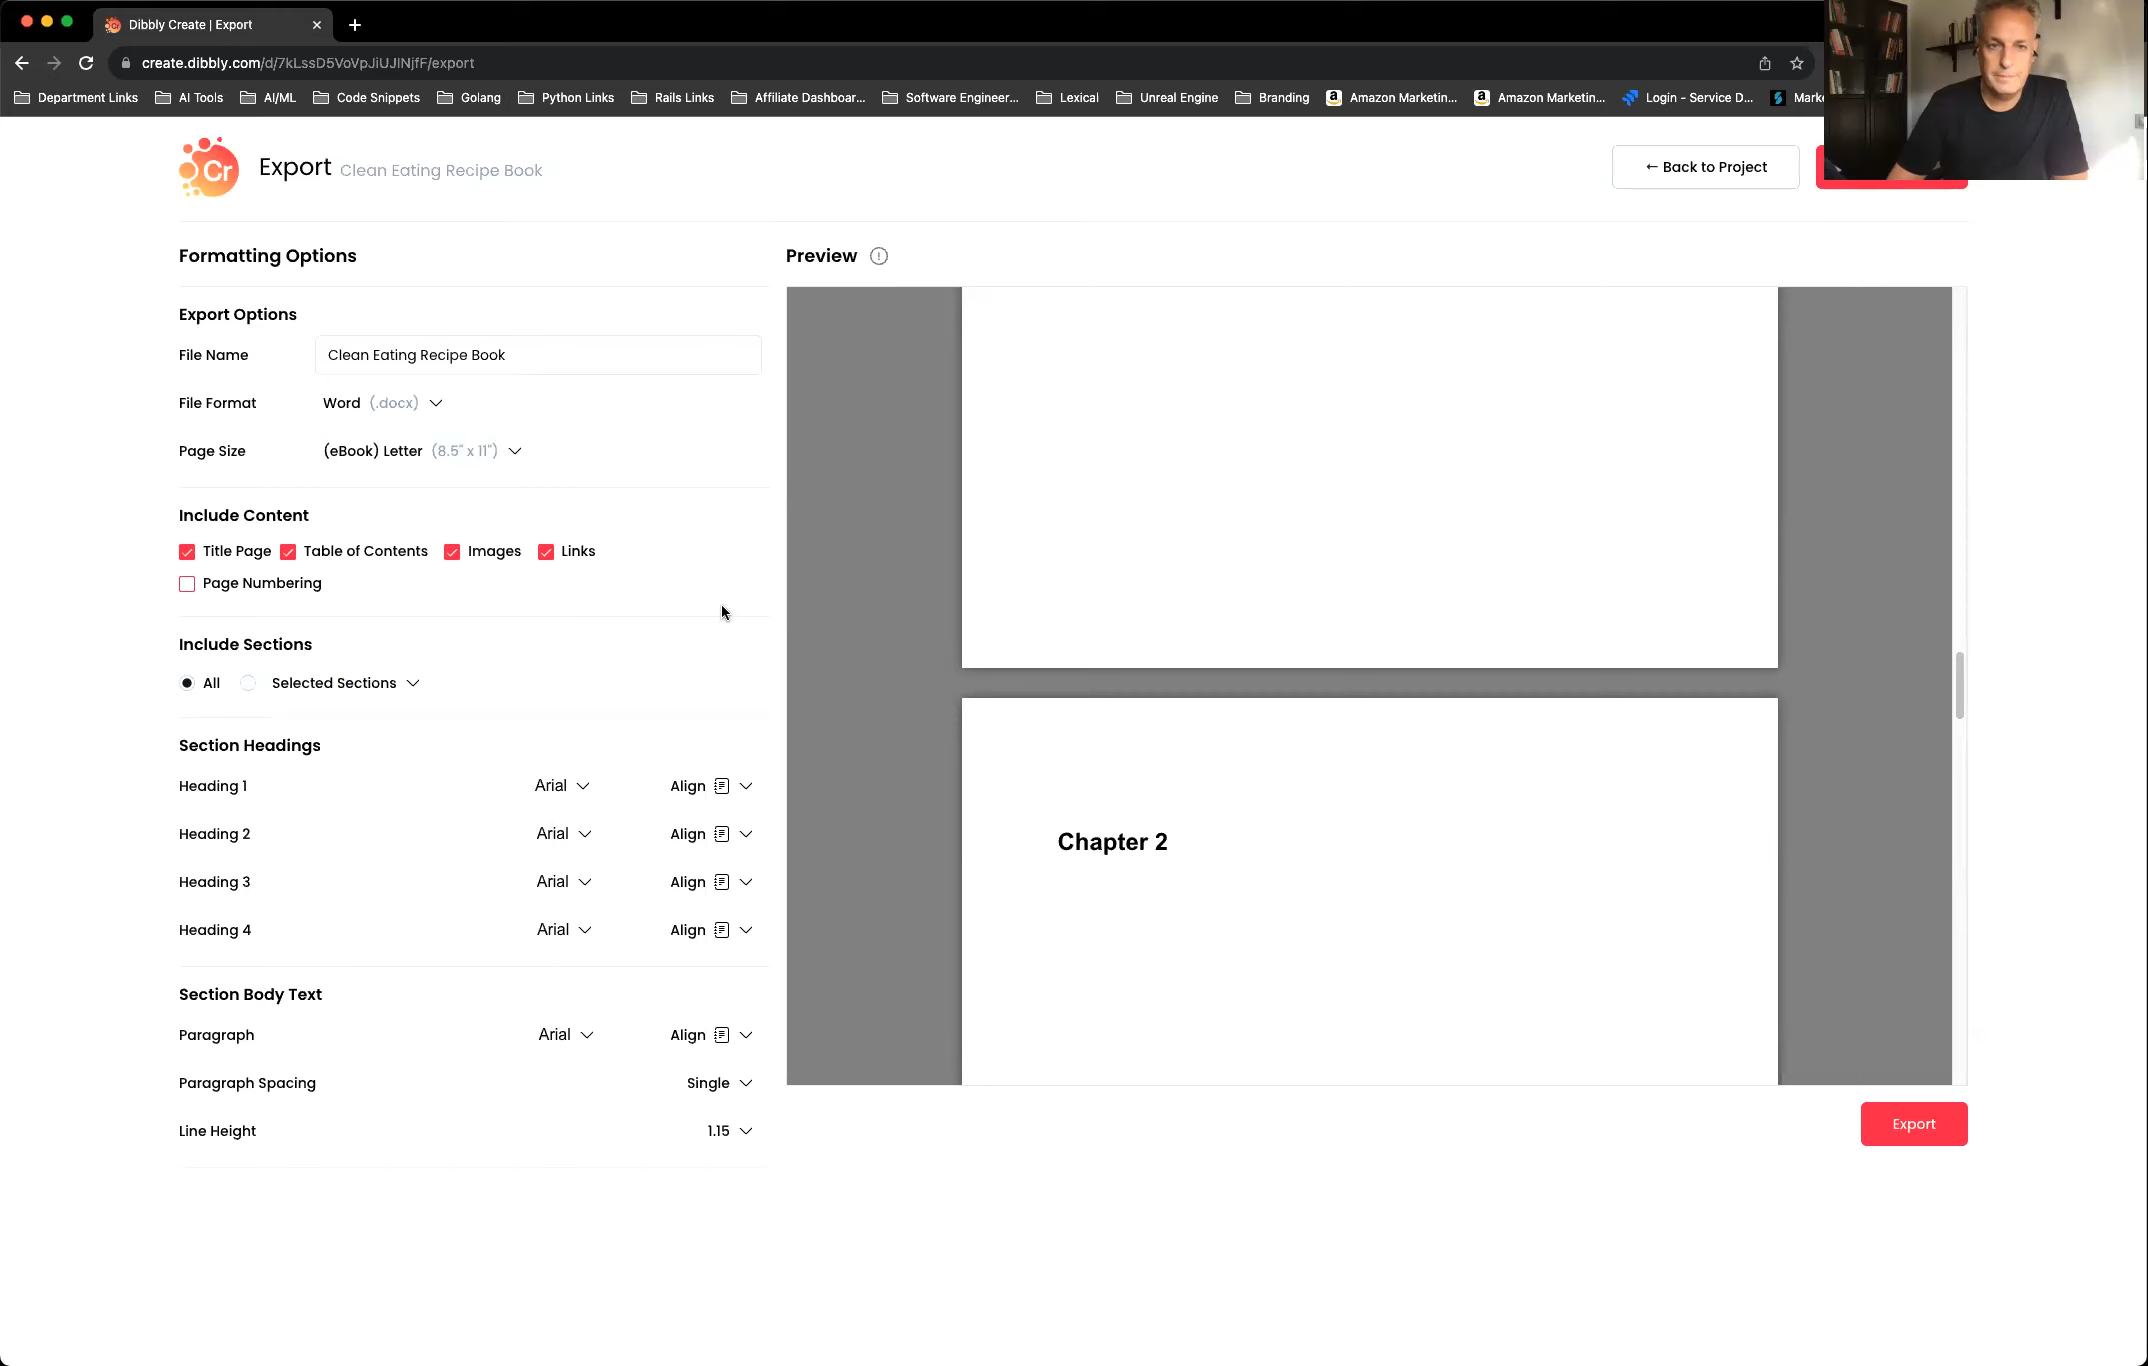 Dibbly Create | Export
create.dibbly.com/d/7kLssD5VoVpJiUJINjfF/export
Department Links AI Tools AI/ML Code Snippets Golang Python Links Rails Links Affiliate Dashboar... Software Engineer... Lexical Unreal Engine Branding Amazon Marketin... Amazon Marketin... Login - Service D... Marke
Cr Export Clean Eating Recipe Book
← Back to Project
Formatting Options
Preview
Export Options
File Name Clean Eating Recipe Book
File Format Word (.docx)
Page Size (eBook) Letter (8.5" x 11")
Include Content
Title Page Table of Contents Images Links
Page Numbering
Include Sections
All Selected Sections
Section Headings
Heading 1 Arial Align
Heading 2 Arial Align
Heading 3 Arial Align
Heading 4 Arial Align
Section Body Text
Paragraph Arial Align
Paragraph Spacing Single
Line Height 1.15
Chapter 2
Export